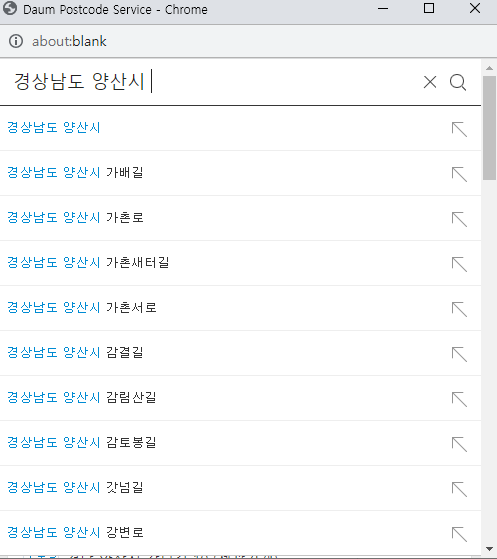 Daum Postcode Service - Chrome
about:blank
경상남도 양산시
경상남도 양산시
경상남도 양산시 가배길
경상남도 양산시 가촌로
경상남도 양산시 가촌새터길
경상남도 양산시 가촌서로
경상남도 양산시 감결길
경상남도 양산시 감림산길
경상남도 양산시 감토봉길
경상남도 양산시 갓넘길
경상남도 양산시 강변로